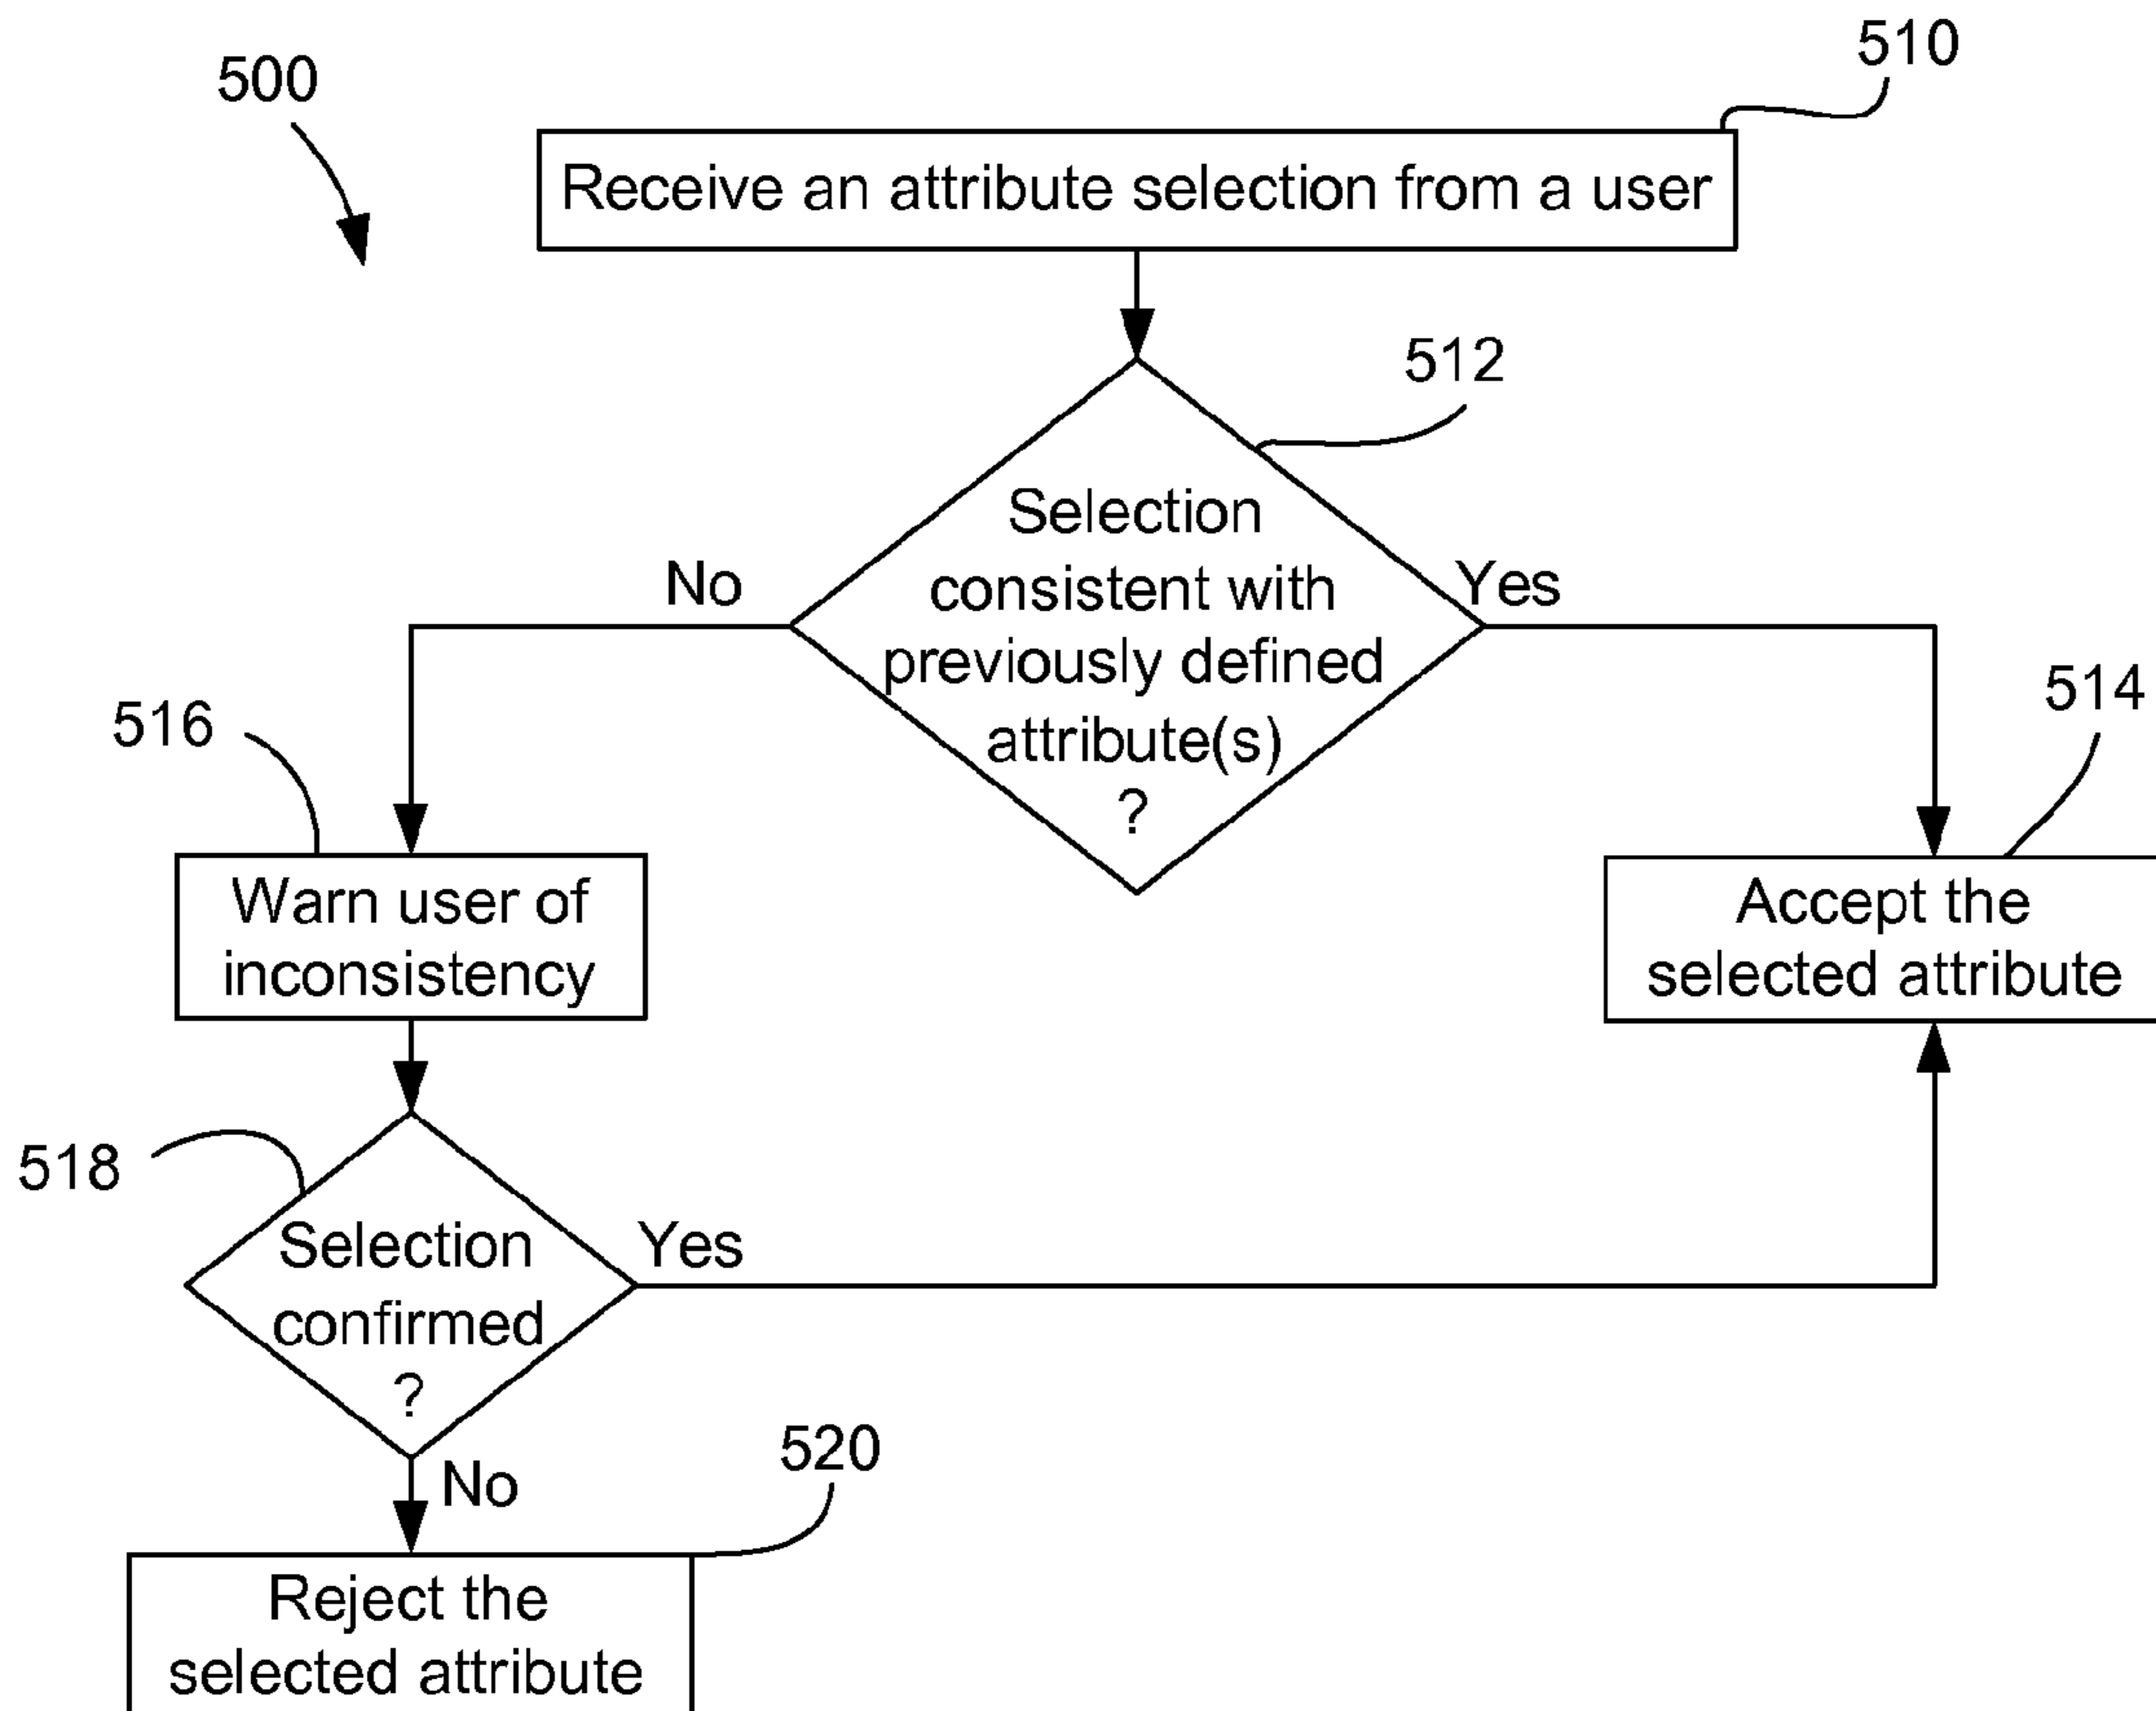 500
510
Receive an attribute selection from a user
512
Selection
consistent with
previously defined
attribute(s)
?
No
Yes
516
514
Warn user of
inconsistency
Accept the
selected attribute
518
Selection
confirmed
?
Yes
No
520
Reject the
selected attribute